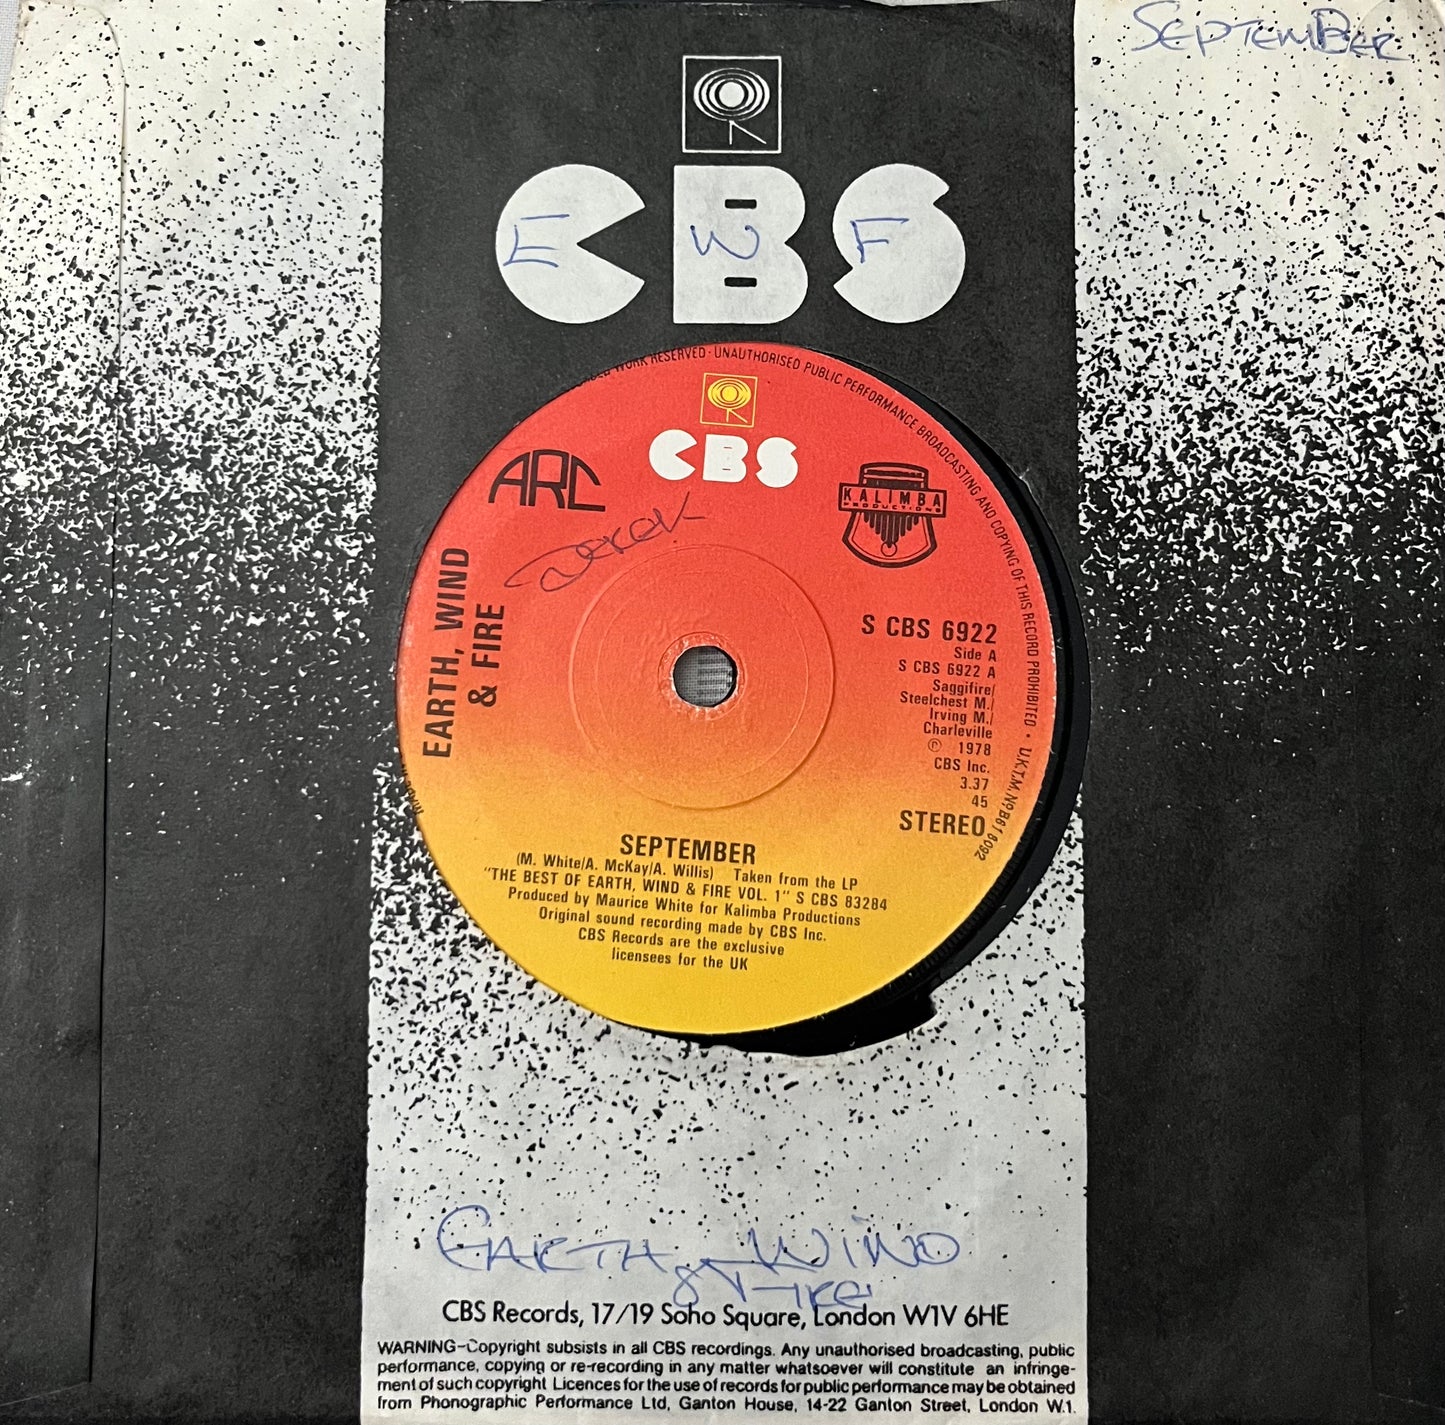 SEPTEMBER
CBS
E W F
WORK RESERVED · UNAUTHORISED PUBLIC PERFORMANCE BROADCASTING AND COPYING OF THIS RECORD PROHIBITED · U.K.T.M. Nº B618092
CBS
ARC
KALIMBA
PRODUCTIONS
Derek
EARTH, WIND
& FIRE
S CBS 6922
Side A
S CBS 6922 A
Saggifire/
Steelchest M./
Irving M./
Charleville
℗ 1978
CBS Inc.
3.37
45
STEREO
SEPTEMBER
(M. White/A. McKay/A. Willis) Taken from the LP
"THE BEST OF EARTH, WIND & FIRE VOL. 1" S CBS 83284
Produced by Maurice White for Kalimba Productions
Original sound recording made by CBS Inc.
CBS Records are the exclusive
licensees for the UK
EARTH WIND
& FIRE
CBS Records, 17/19 Soho Square, London W1V 6HE
WARNING–Copyright subsists in all CBS recordings. Any unauthorised broadcasting, public
performance, copying or re-recording in any matter whatsoever will constitute an infringe-
ment of such copyright Licences for the use of records for public performance may be obtained
from Phonographic Performance Ltd, Ganton House, 14-22 Ganton Street, London W.1.